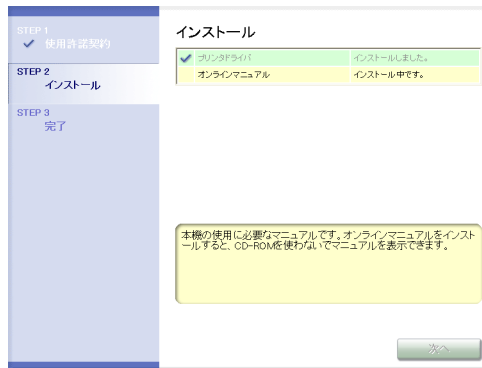 STEP 1
使用許諾契約
STEP 2
インストール
STEP 3
完了
インストール
プリンタドライバ インストールしました。
オンラインマニュアル インストール中です。
本機の使用に必要なマニュアルです。オンラインマニュアルをインスト
ールすると、CD-ROMを使わないでマニュアルを表示できます。
次へ